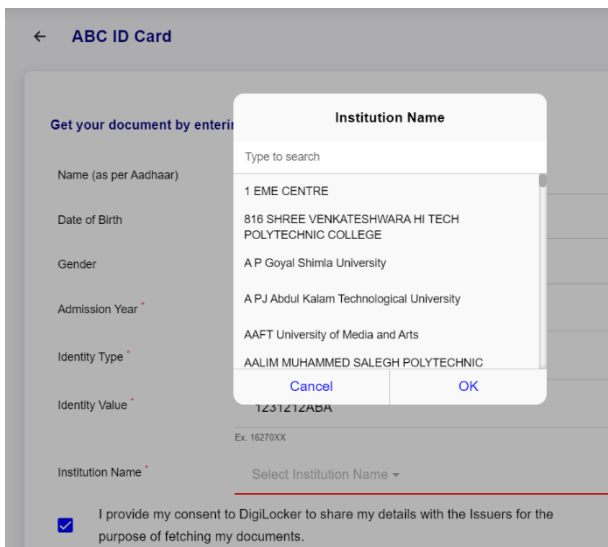 ABC ID Card
Get your document by enterin
Institution Name
Type to search
1 EME CENTRE
816 SHREE VENKATESHWARA HI TECH
POLYTECHNIC COLLEGE
A P Goyal Shimla University
A PJ Abdul Kalam Technological University
AAFT University of Media and Arts
AALIM MUHAMMED SALEGH POLYTECHNIC
Cancel OK
Name (as per Aadhaar)
Date of Birth
Gender
Admission Year *
Identity Type *
Identity Value * 1231212ABA
Ex. 16270XX
Institution Name * Select Institution Name
I provide my consent to DigiLocker to share my details with the Issuers for the
purpose of fetching my documents.